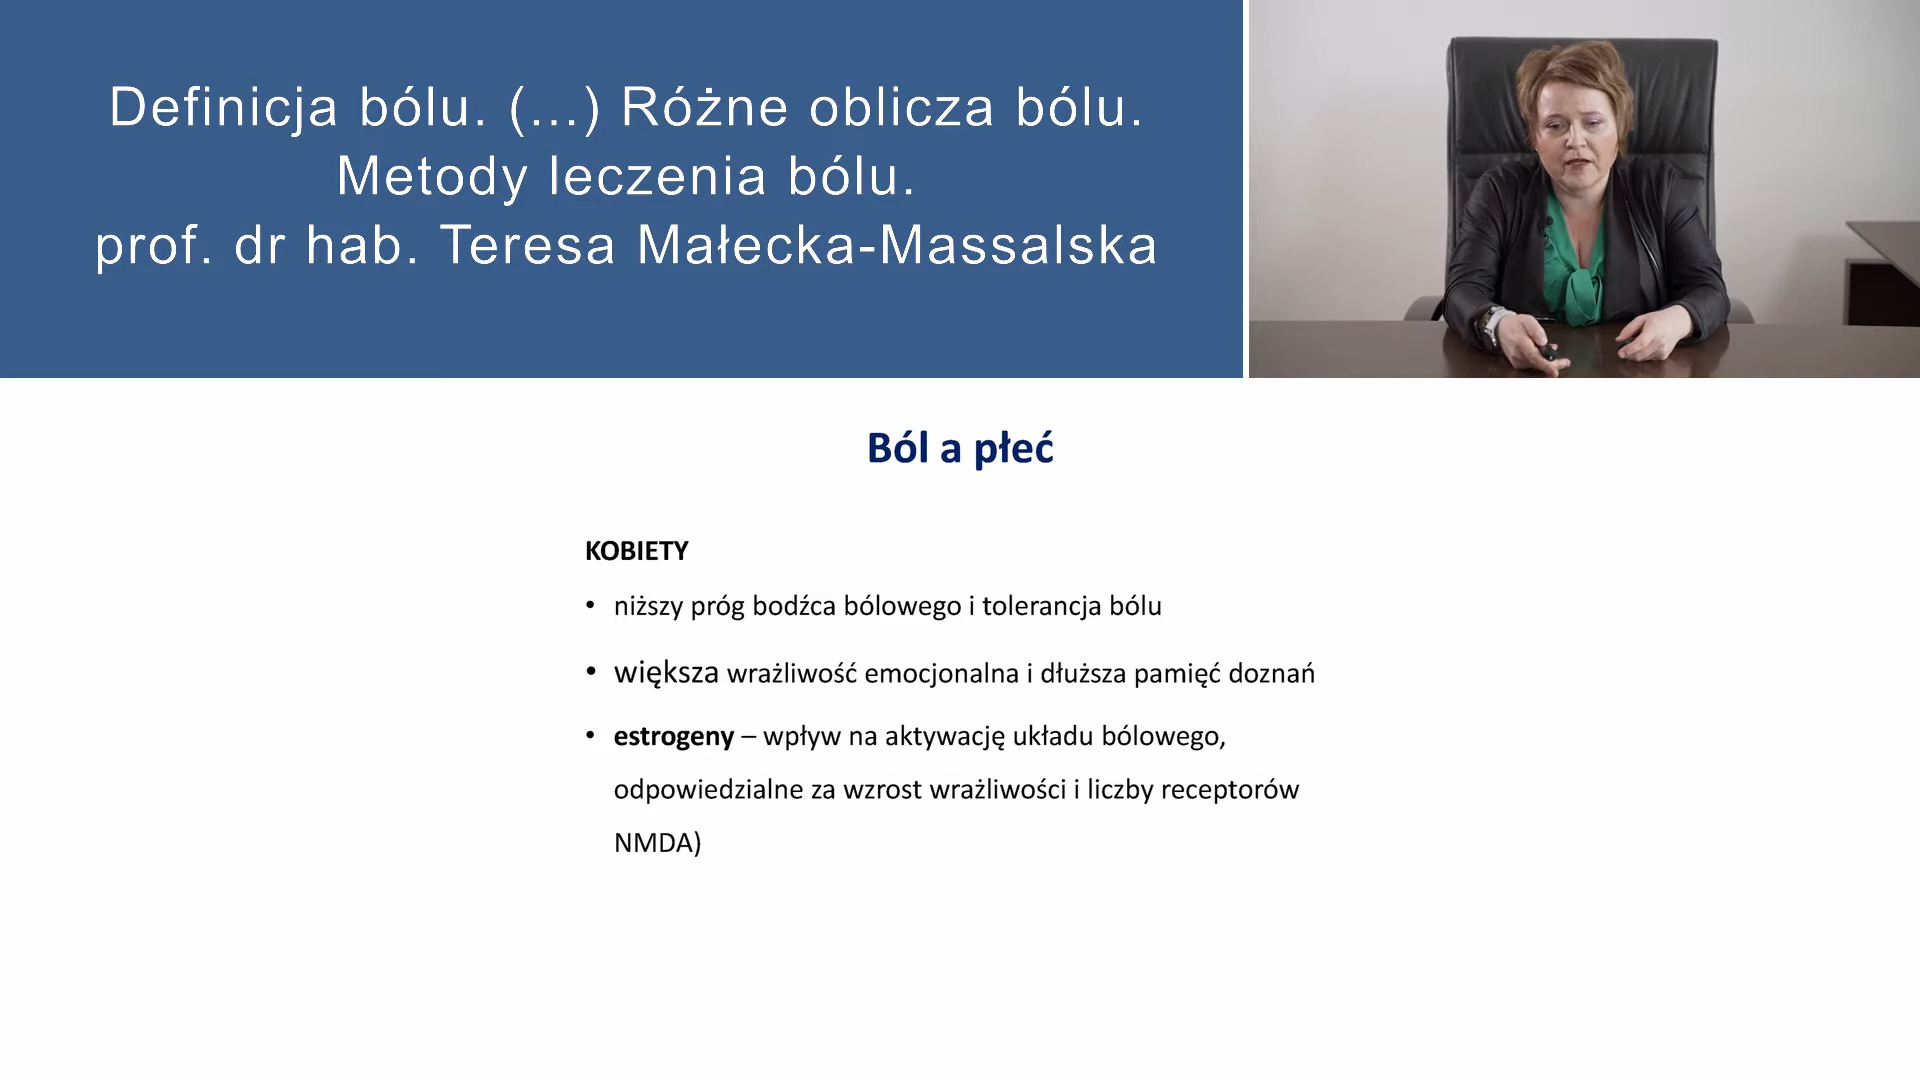 Definicja bólu. (...) Różne oblicza bólu.
Metody leczenia bólu.
prof. dr hab. Teresa Małecka-Massalska
Ból a płeć
KOBIETY
• niższy próg bodźca bólowego i tolerancja bólu
• większa wrażliwość emocjonalna i dłuższa pamięć doznań
• estrogeny – wpływ na aktywację układu bólowego,
odpowiedzialne za wzrost wrażliwości i liczby receptorów
NMDA)